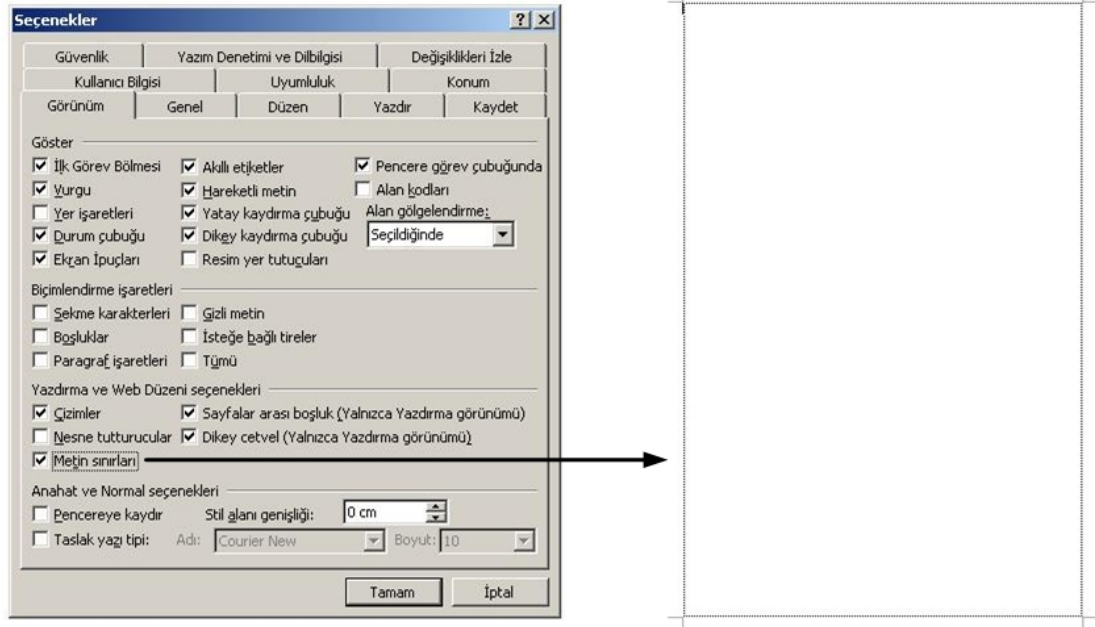 Seçenekler
Güvenlik Yazım Denetimi ve Dilbilgisi Değişiklikleri İzle
Kullanıcı Bilgisi Uyumluluk Konum
Görünüm Genel Düzen Yazdır Kaydet
Göster
İlk Görev Bölmesi Akıllı etiketler Pencere görev çubuğunda
Vurgu Hareketli metin Alan kodları
Yer işaretleri Yatay kaydırma çubuğu Alan gölgelendirme:
Durum çubuğu Dikey kaydırma çubuğu Seçildiğinde
Ekran İpuçları Resim yer tutucuları
Biçimlendirme işaretleri
Sekme karakterleri Gizli metin
Boşluklar İsteğe bağlı tireler
Paragraf işaretleri Tümü
Yazdırma ve Web Düzeni seçenekleri
Çizimler Sayfalar arası boşluk (Yalnızca Yazdırma görünümü)
Nesne tutturucular Dikey cetvel (Yalnızca Yazdırma görünümü)
Metin sınırları
Anahat ve Normal seçenekleri
Pencereye kaydır Stil alanı genişliği: 0 cm
Taslak yazı tipi: Adı: Courier New Boyut: 10
Tamam İptal